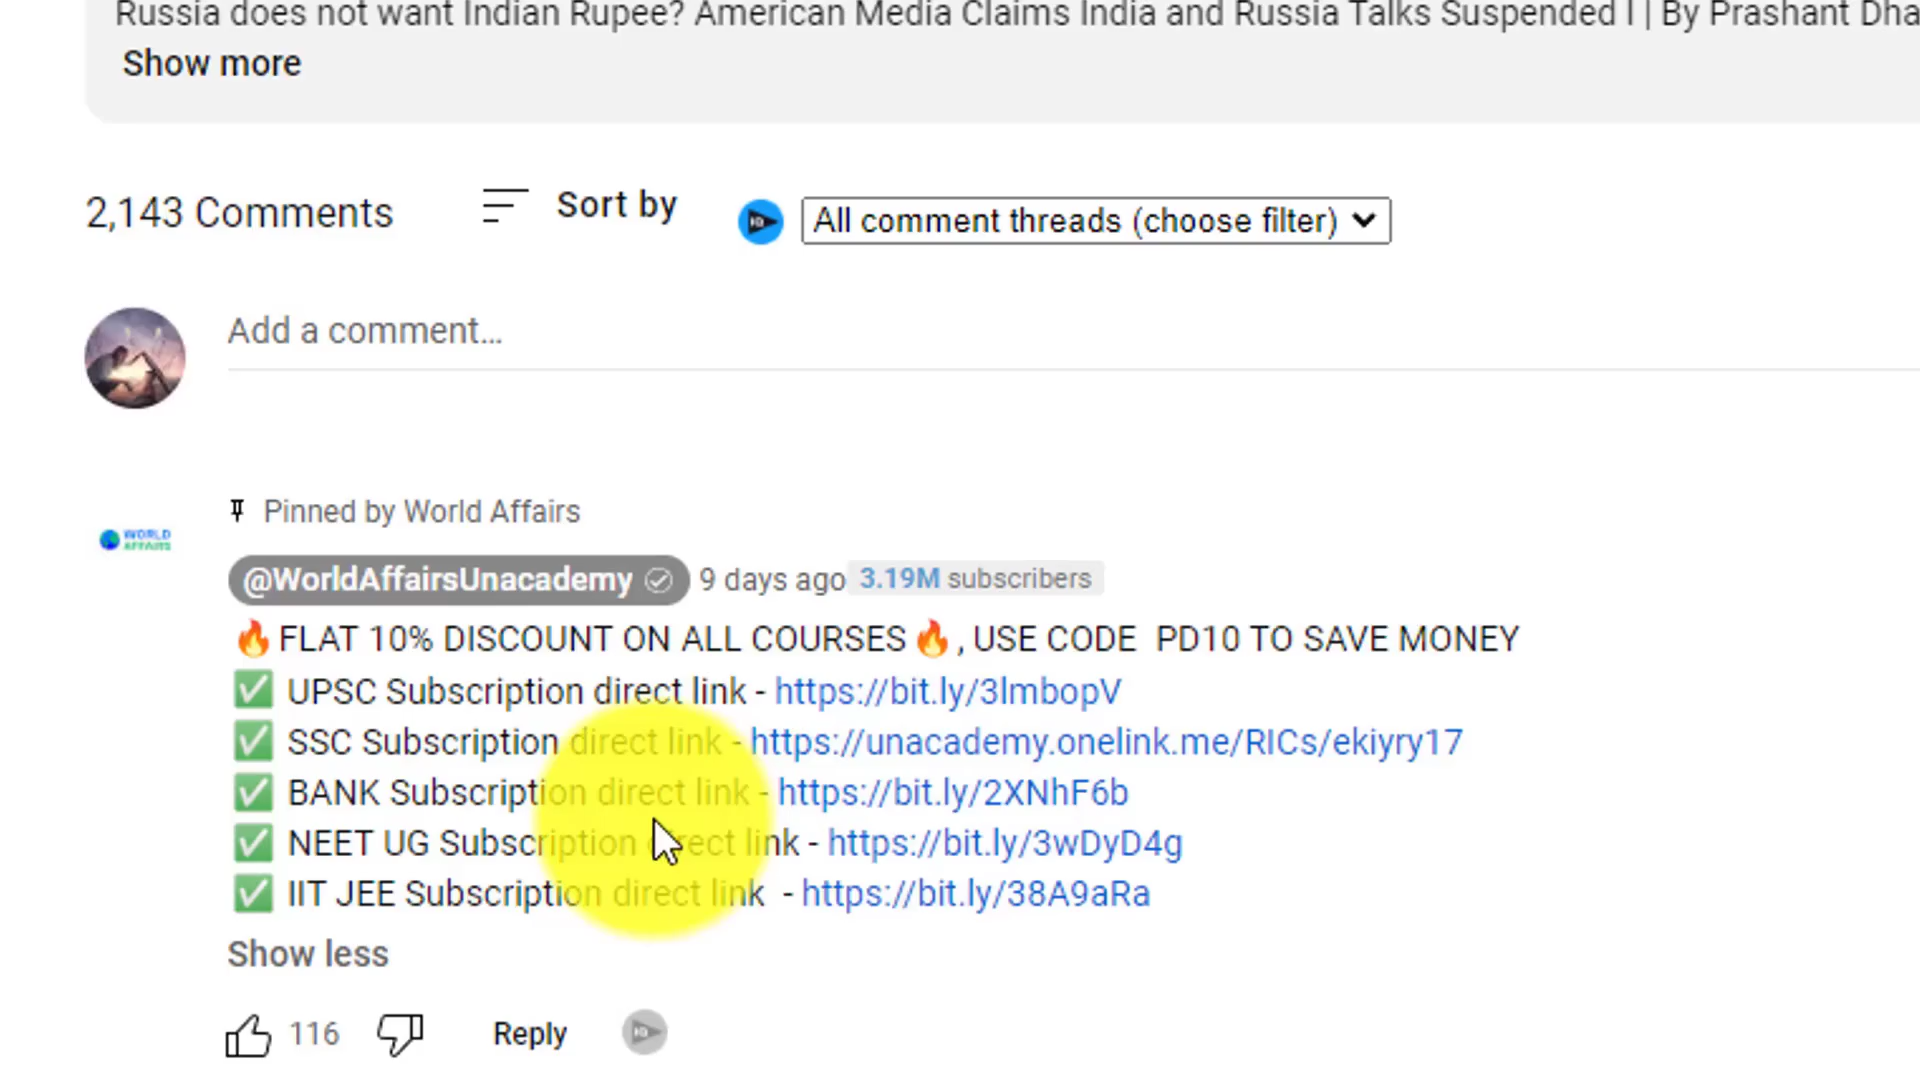 Russia does not want Indian Rupee? American Media Claims India and Russia Talks Suspended I | By Prashant Dha
Show more
2,143 Comments
Sort by
All comment threads (choose filter)
Add a comment...
Pinned by World Affairs
WORLD AFFAIRS
@WorldAffairsUnacademy 9 days ago 3.19M subscribers
🔥FLAT 10% DISCOUNT ON ALL COURSES🔥, USE CODE PD10 TO SAVE MONEY
✅ UPSC Subscription direct link - https://bit.ly/3lmbopV
✅ SSC Subscription direct link - https://unacademy.onelink.me/RICs/ekiyry17
✅ BANK Subscription direct link - https://bit.ly/2XNhF6b
✅ NEET UG Subscription direct link - https://bit.ly/3wDyD4g
✅ IIT JEE Subscription direct link - https://bit.ly/38A9aRa
Show less
116 Reply